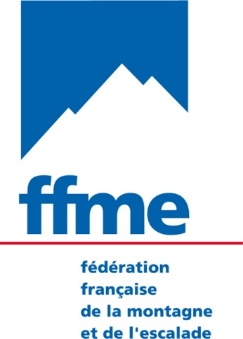 ffme
fédération
française
de la montagne
et de l'escalade